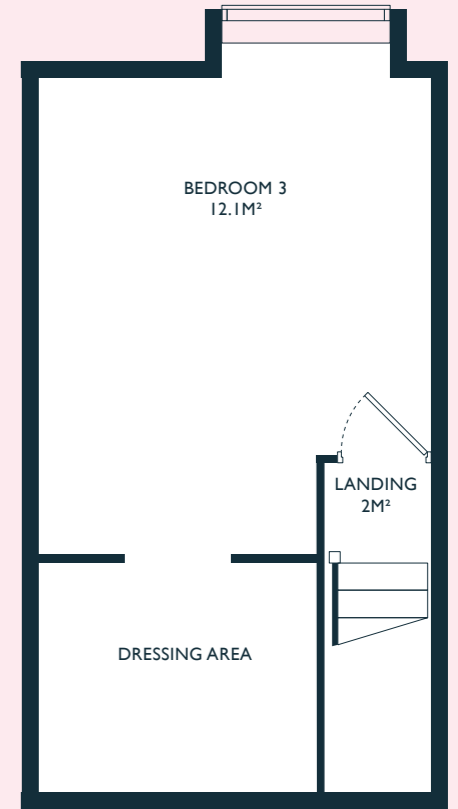 BEDROOM 3
12.1M²
LANDING
2M²
DRESSING AREA